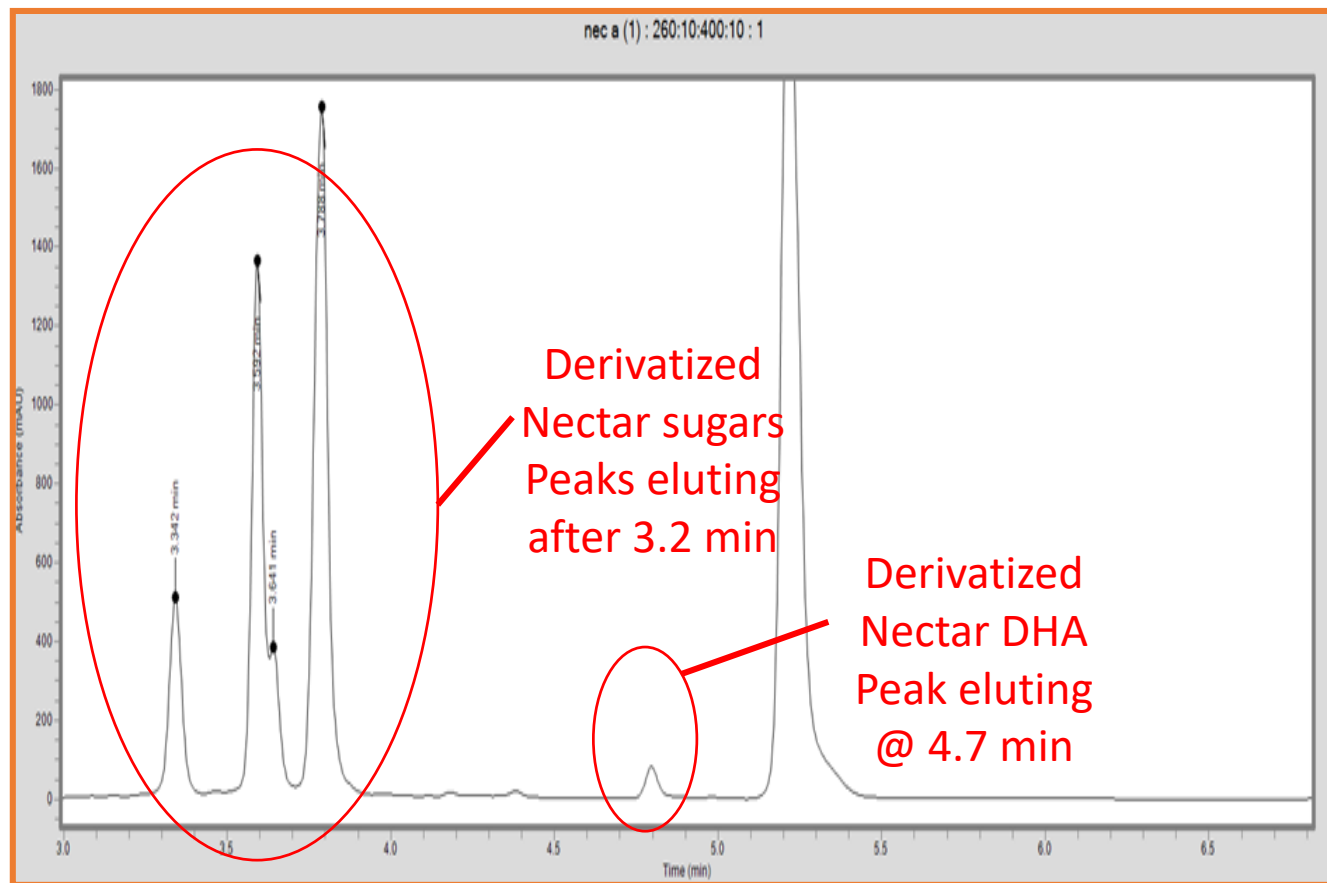 nec a (1) : 260:10:400:10 : 1
1800
1600
1400
1200
1000
800
600
400
200
0
Absorbance (mAU)
3.342 min
3.592 min
3.641 min
3.788 min
Derivatized
Nectar sugars
Peaks eluting
after 3.2 min
Derivatized
Nectar DHA
Peak eluting
@ 4.7 min
3.0 3.5 4.0 4.5 5.0 5.5 6.0 6.5
Time (min)